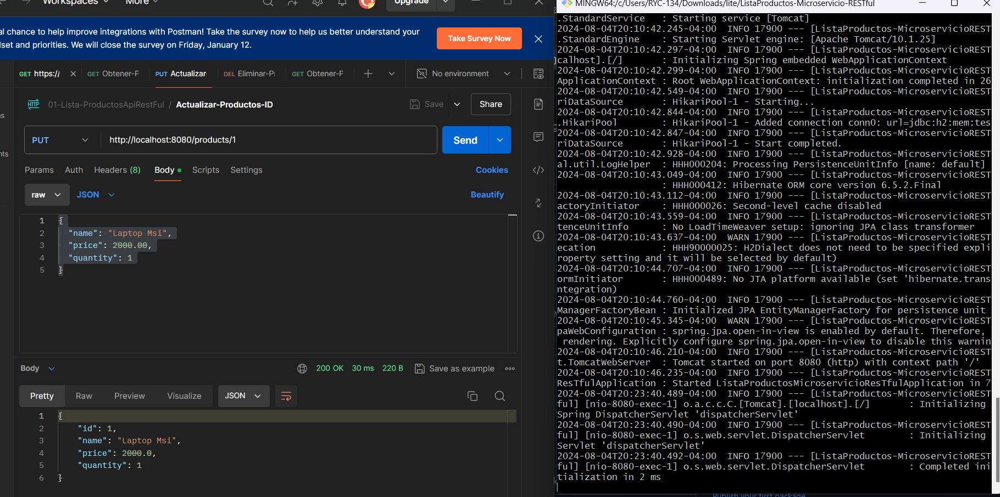 Workspaces
More
Upgrade
al chance to help improve integrations with Postman! Take the survey now to help us better understand your
lset and priorities. We will close the survey on Friday, January 12.
Take Survey Now
GET https://
GET Obtener-P
PUT Actualizar-
DEL Eliminar-P
GET Obtener-P
No environment
HTTP
01-Lista-ProductosApiRestFul / Actualizar-Productos-ID
Save
Share
PUT
http://localhost:8080/products/1
Send
Params
Auth
Headers (8)
Body
Scripts
Settings
Cookies
raw
JSON
Beautify
1 {
2 "name": "Laptop Msi",
3 "price": 2000.00,
4 "quantity": 1
5 }
Body
200 OK
30 ms
220 B
Save as example
Pretty
Raw
Preview
Visualize
JSON
1 {
2 "id": 1,
3 "name": "Laptop Msi",
4 "price": 2000.0,
5 "quantity": 1
6 }
MINGW64:/c/Users/RYC-134/Downloads/lite/ListaProductos-Microservicio-RESTful
.StandardService : Starting service [Tomcat]
2024-08-04T20:10:42.245-04:00 INFO 17900 --- [ListaProductos-MicroservicioREST
.StandardEngine : Starting Servlet engine: [Apache Tomcat/10.1.25]
2024-08-04T20:10:42.297-04:00 INFO 17900 --- [ListaProductos-MicroservicioREST
calhost].[/] : Initializing Spring embedded WebApplicationContext
2024-08-04T20:10:42.299-04:00 INFO 17900 --- [ListaProductos-MicroservicioREST
ApplicationContext : Root WebApplicationContext: initialization completed in 26
2024-08-04T20:10:42.549-04:00 INFO 17900 --- [ListaProductos-MicroservicioREST
riDataSource : HikariPool-1 - Starting...
2024-08-04T20:10:42.844-04:00 INFO 17900 --- [ListaProductos-MicroservicioREST
.HikariPool : HikariPool-1 - Added connection conn0: url=jdbc:h2:mem:tes
2024-08-04T20:10:42.847-04:00 INFO 17900 --- [ListaProductos-MicroservicioREST
riDataSource : HikariPool-1 - Start completed.
2024-08-04T20:10:42.928-04:00 INFO 17900 --- [ListaProductos-MicroservicioREST
al.util.LogHelper : HHH000204: Processing PersistenceUnitInfo [name: default]
2024-08-04T20:10:43.049-04:00 INFO 17900 --- [ListaProductos-MicroservicioREST
: HHH000412: Hibernate ORM core version 6.5.2.Final
2024-08-04T20:10:43.112-04:00 INFO 17900 --- [ListaProductos-MicroservicioREST
actoryInitiator : HHH000026: Second-level cache disabled
2024-08-04T20:10:43.559-04:00 INFO 17900 --- [ListaProductos-MicroservicioREST
tenceUnitInfo : No LoadTimeWeaver setup: ignoring JPA class transformer
2024-08-04T20:10:43.637-04:00 WARN 17900 --- [ListaProductos-MicroservicioREST
ecation : HHH90000025: H2Dialect does not need to be specified expli
roperty setting and it will be selected by default)
2024-08-04T20:10:44.707-04:00 INFO 17900 --- [ListaProductos-MicroservicioREST
ormInitiator : HHH000489: No JTA platform available (set 'hibernate.trans
ntegration)
2024-08-04T20:10:44.760-04:00 INFO 17900 --- [ListaProductos-MicroservicioREST
ManagerFactoryBean : Initialized JPA EntityManagerFactory for persistence unit
2024-08-04T20:10:45.345-04:00 WARN 17900 --- [ListaProductos-MicroservicioREST
paWebConfiguration : spring.jpa.open-in-view is enabled by default. Therefore,
rendering. Explicitly configure spring.jpa.open-in-view to disable this warnin
2024-08-04T20:10:46.210-04:00 INFO 17900 --- [ListaProductos-MicroservicioREST
t.TomcatWebServer : Tomcat started on port 8080 (http) with context path '/'
2024-08-04T20:10:46.235-04:00 INFO 17900 --- [ListaProductos-MicroservicioREST
ResTfulApplication : Started ListaProductosMicroservicioResTfulApplication in 7
2024-08-04T20:23:40.489-04:00 INFO 17900 --- [ListaProductos-MicroservicioREST
ful] [nio-8080-exec-1] o.a.c.c.C.[Tomcat].[localhost].[/] : Initializing
Spring DispatcherServlet 'dispatcherServlet'
2024-08-04T20:23:40.490-04:00 INFO 17900 --- [ListaProductos-MicroservicioREST
ful] [nio-8080-exec-1] o.s.web.servlet.DispatcherServlet : Initializing
Servlet 'dispatcherServlet'
2024-08-04T20:23:40.492-04:00 INFO 17900 --- [ListaProductos-MicroservicioREST
ful] [nio-8080-exec-1] o.s.web.servlet.DispatcherServlet : Completed ini
tialization in 2 ms
Publish your first package